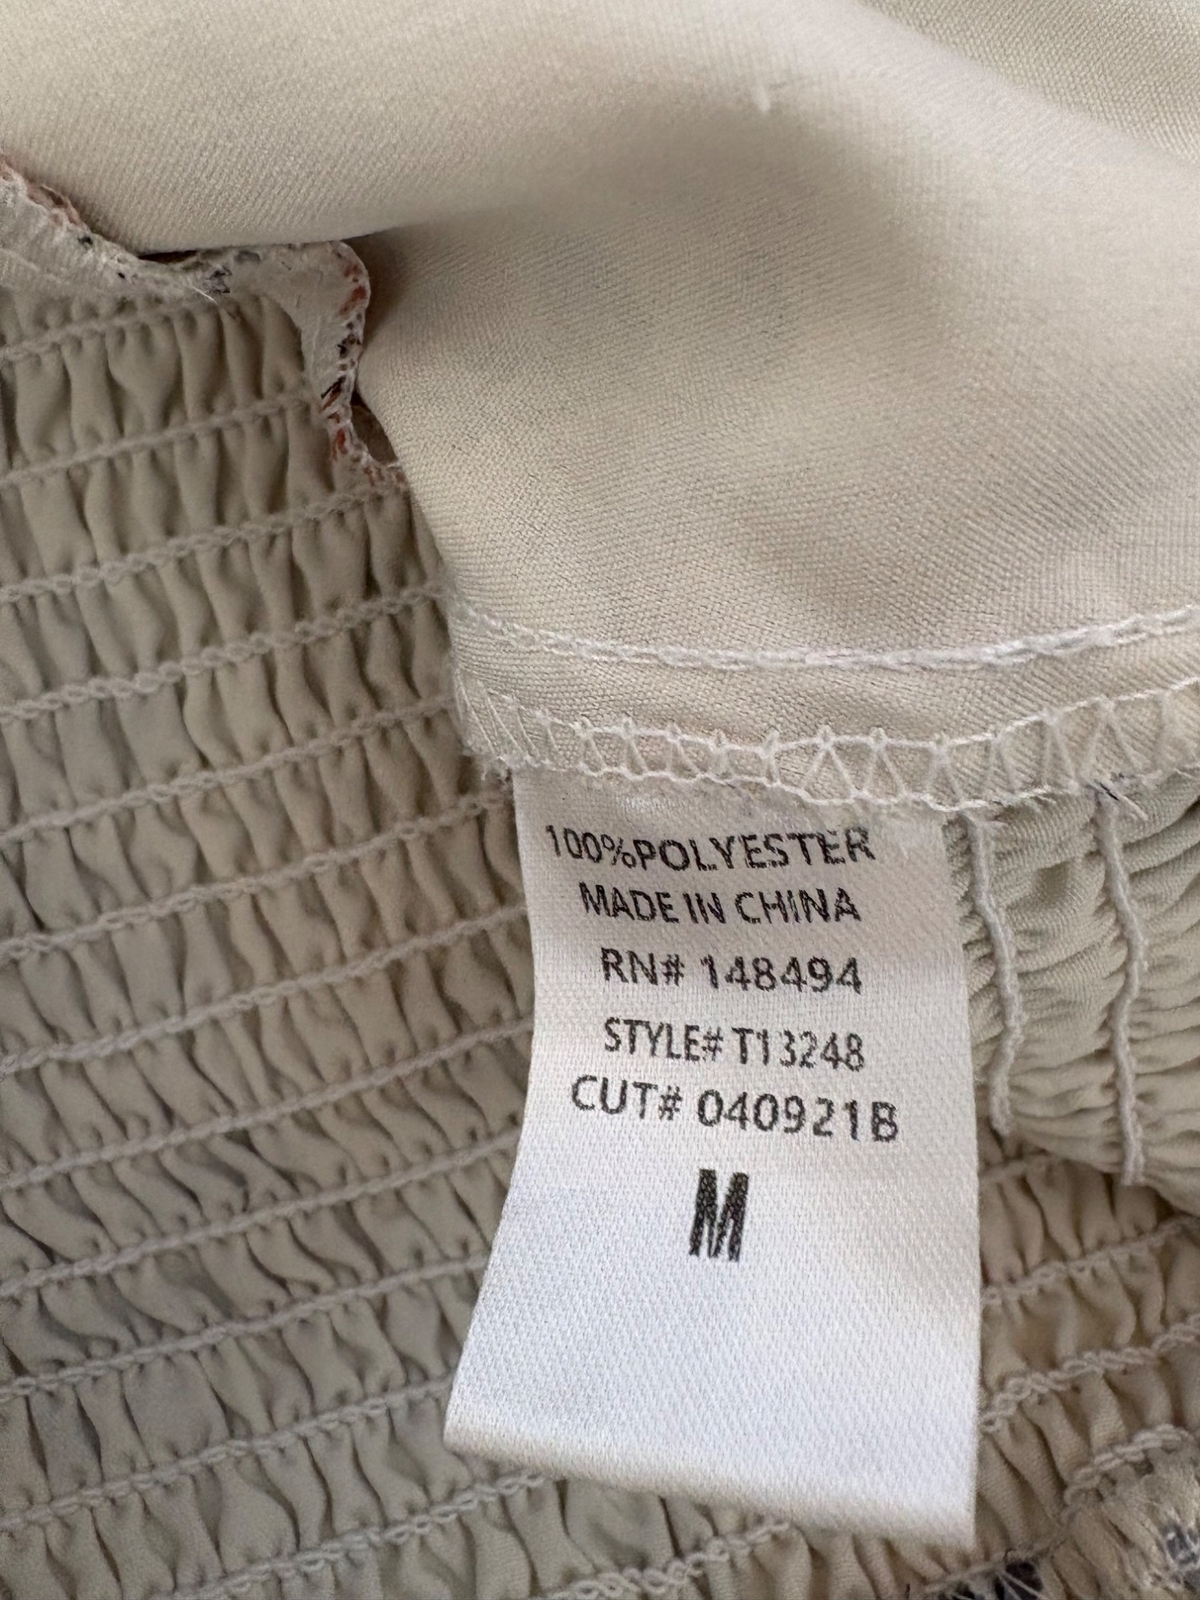 100%POLYESTER
MADE IN CHINA
RN# 148494
STYLE# T13248
CUT# 040921B
M